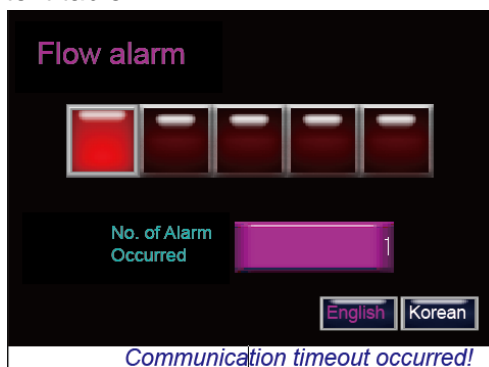 Flow alarm
No. of Alarm
Occurred
1
English Korean
Communication timeout occurred!